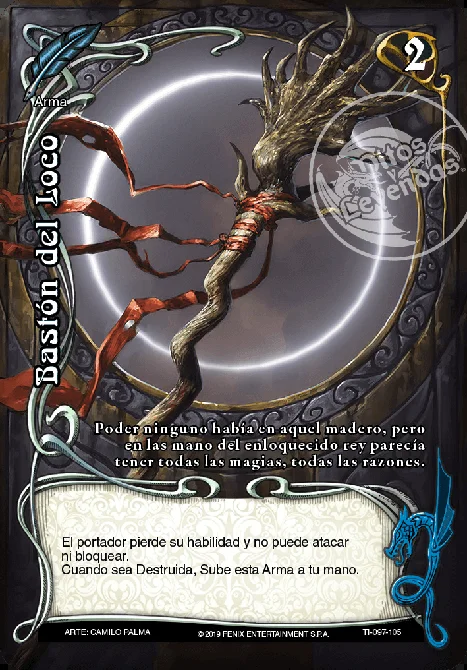 2
Arma
Bastón del Loco
Mitos
y
Leyendas.
Poder ninguno había en aquel madero, pero
en las mano del enloquecido rey parecía
tener todas las magias, todas las razones.
El portador pierde su habilidad y no puede atacar
ni bloquear.
Cuando sea Destruida, Sube esta Arma a tu mano.
ARTE: CAMILO PALMA
© 2019 FENIX ENTERTAINMENT S.P.A.
TI-097-105